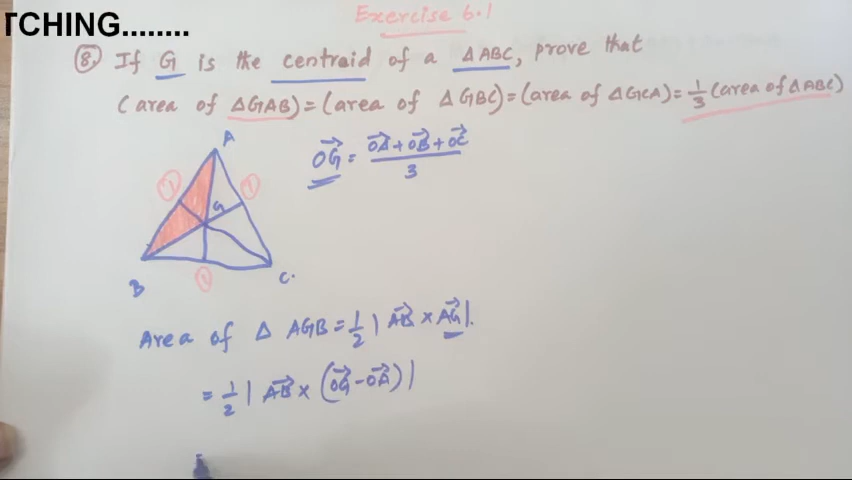 TCHING........
Exercise 6.1
8. If G is the centroid of a ΔABC, prove that
(area of ΔGAB) = (area of ΔGBC) = (area of ΔGCA) = 1/3 (area of ΔABC)
A
OG→ = (OA→ + OB→ + OC→)/3
1 1
G
B 1 C.
Area of Δ AGB = 1/2 | AB→ × AG→ |.
= 1/2 | AB→ × (OG→ - OA→) |
=